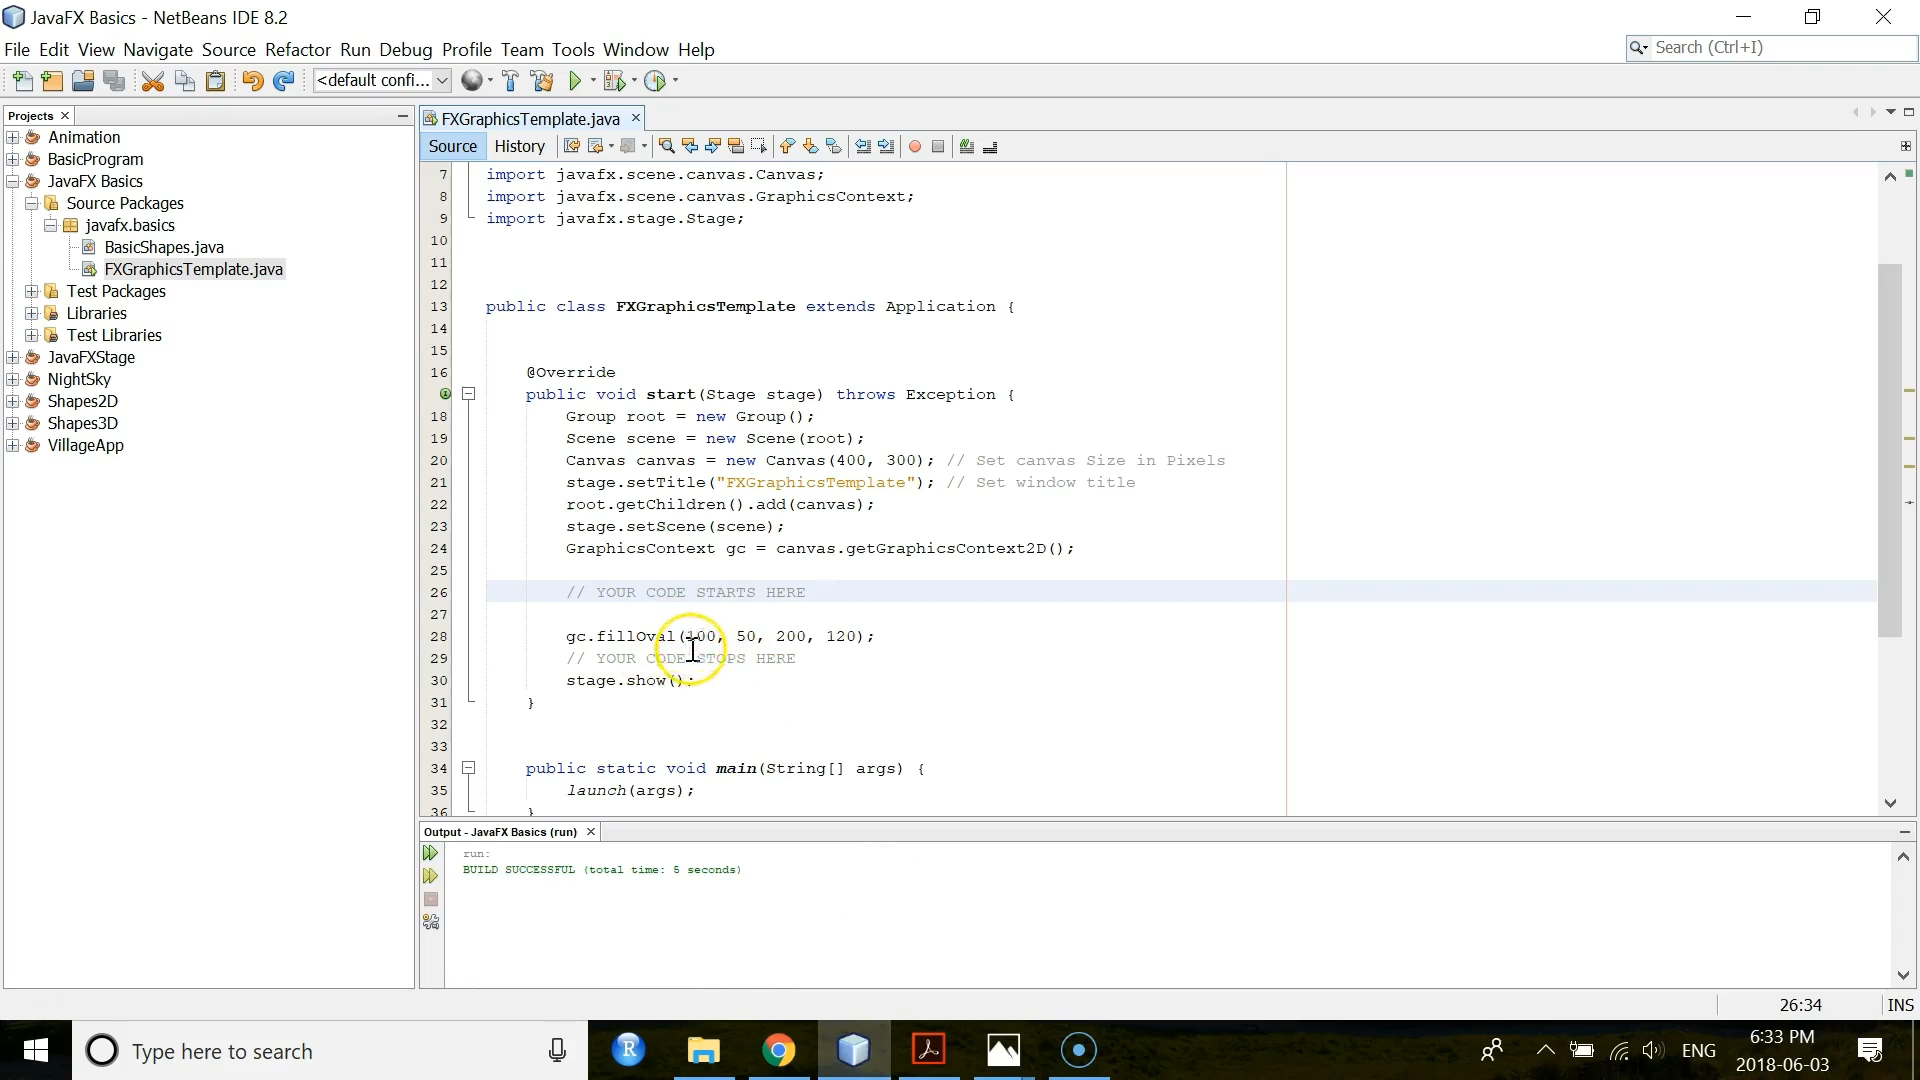 JavaFX Basics - NetBeans IDE 8.2
File Edit View Navigate Source Refactor Run Debug Profile Team Tools Window Help
Search (Ctrl+I)
<default confi...
Projects
Animation
BasicProgram
JavaFX Basics
Source Packages
javafx.basics
BasicShapes.java
FXGraphicsTemplate.java
Test Packages
Libraries
Test Libraries
JavaFXStage
NightSky
Shapes2D
Shapes3D
VillageApp
FXGraphicsTemplate.java
Source History
7 import javafx.scene.canvas.Canvas;
8 import javafx.scene.canvas.GraphicsContext;
9 import javafx.stage.Stage;
10
11
12
13 public class FXGraphicsTemplate extends Application {
14
15
16 @Override
public void start(Stage stage) throws Exception {
18 Group root = new Group();
19 Scene scene = new Scene(root);
20 Canvas canvas = new Canvas(400, 300); // Set canvas Size in Pixels
21 stage.setTitle("FXGraphicsTemplate"); // Set window title
22 root.getChildren().add(canvas);
23 stage.setScene(scene);
24 GraphicsContext gc = canvas.getGraphicsContext2D();
25
26 // YOUR CODE STARTS HERE
27
28 gc.fillOval(100, 50, 200, 120);
29 // YOUR CODE STOPS HERE
30 stage.show();
31 }
32
33
34 public static void main(String[] args) {
35 launch(args);
36 }
Output - JavaFX Basics (run)
run:
BUILD SUCCESSFUL (total time: 5 seconds)
26:34 INS
Type here to search
R
ENG
6:33 PM
2018-06-03